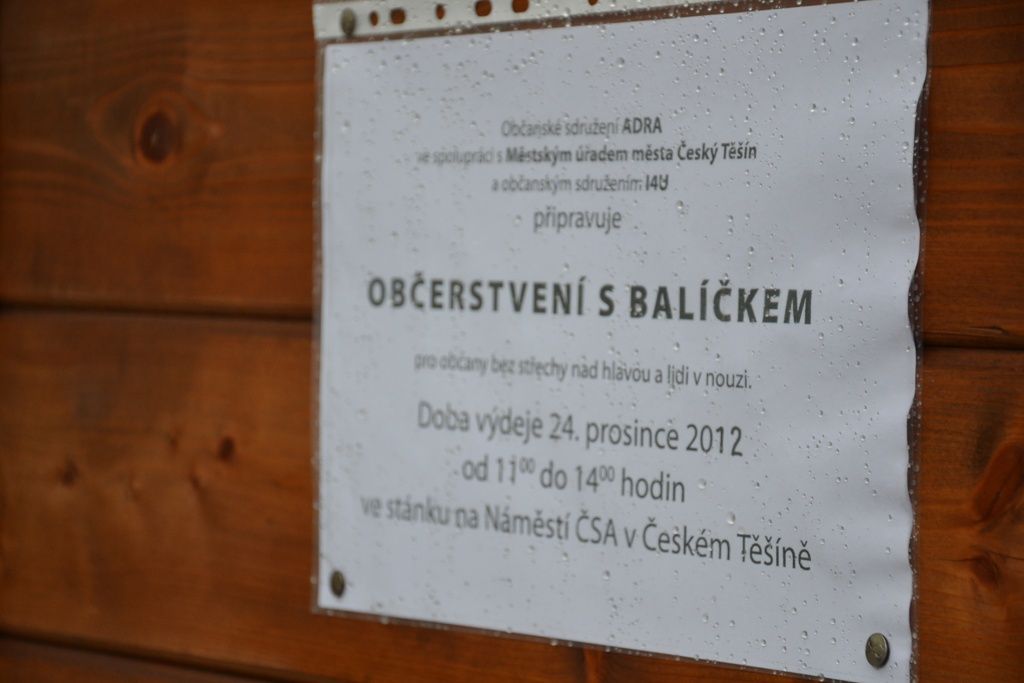 Občanské sdružení ADRA
ve spolupráci s Městským úřadem města Český Těšín
a občanským sdružením I4U
připravuje
OBČERSTVENÍ S BALÍČKEM
pro občany bez střechy nad hlavou a lidi v nouzi.
Doba výdeje 24. prosince 2012
od 11⁰⁰ do 14⁰⁰ hodin
ve stánku na Náměstí ČSA v Českém Těšíně